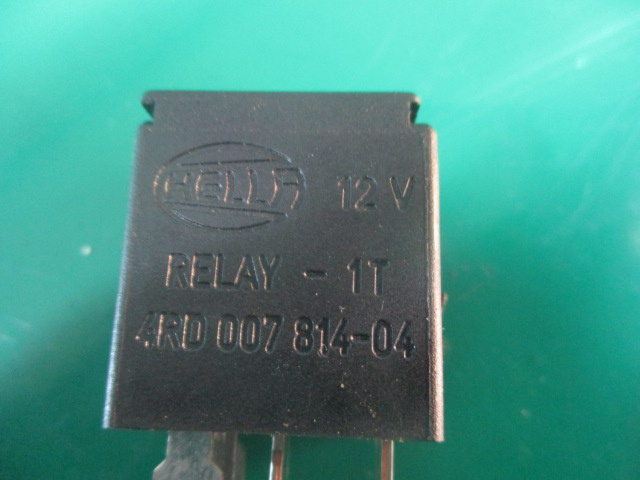 HELLA 12 V
RELAY - 1T
4RD 007 814-04